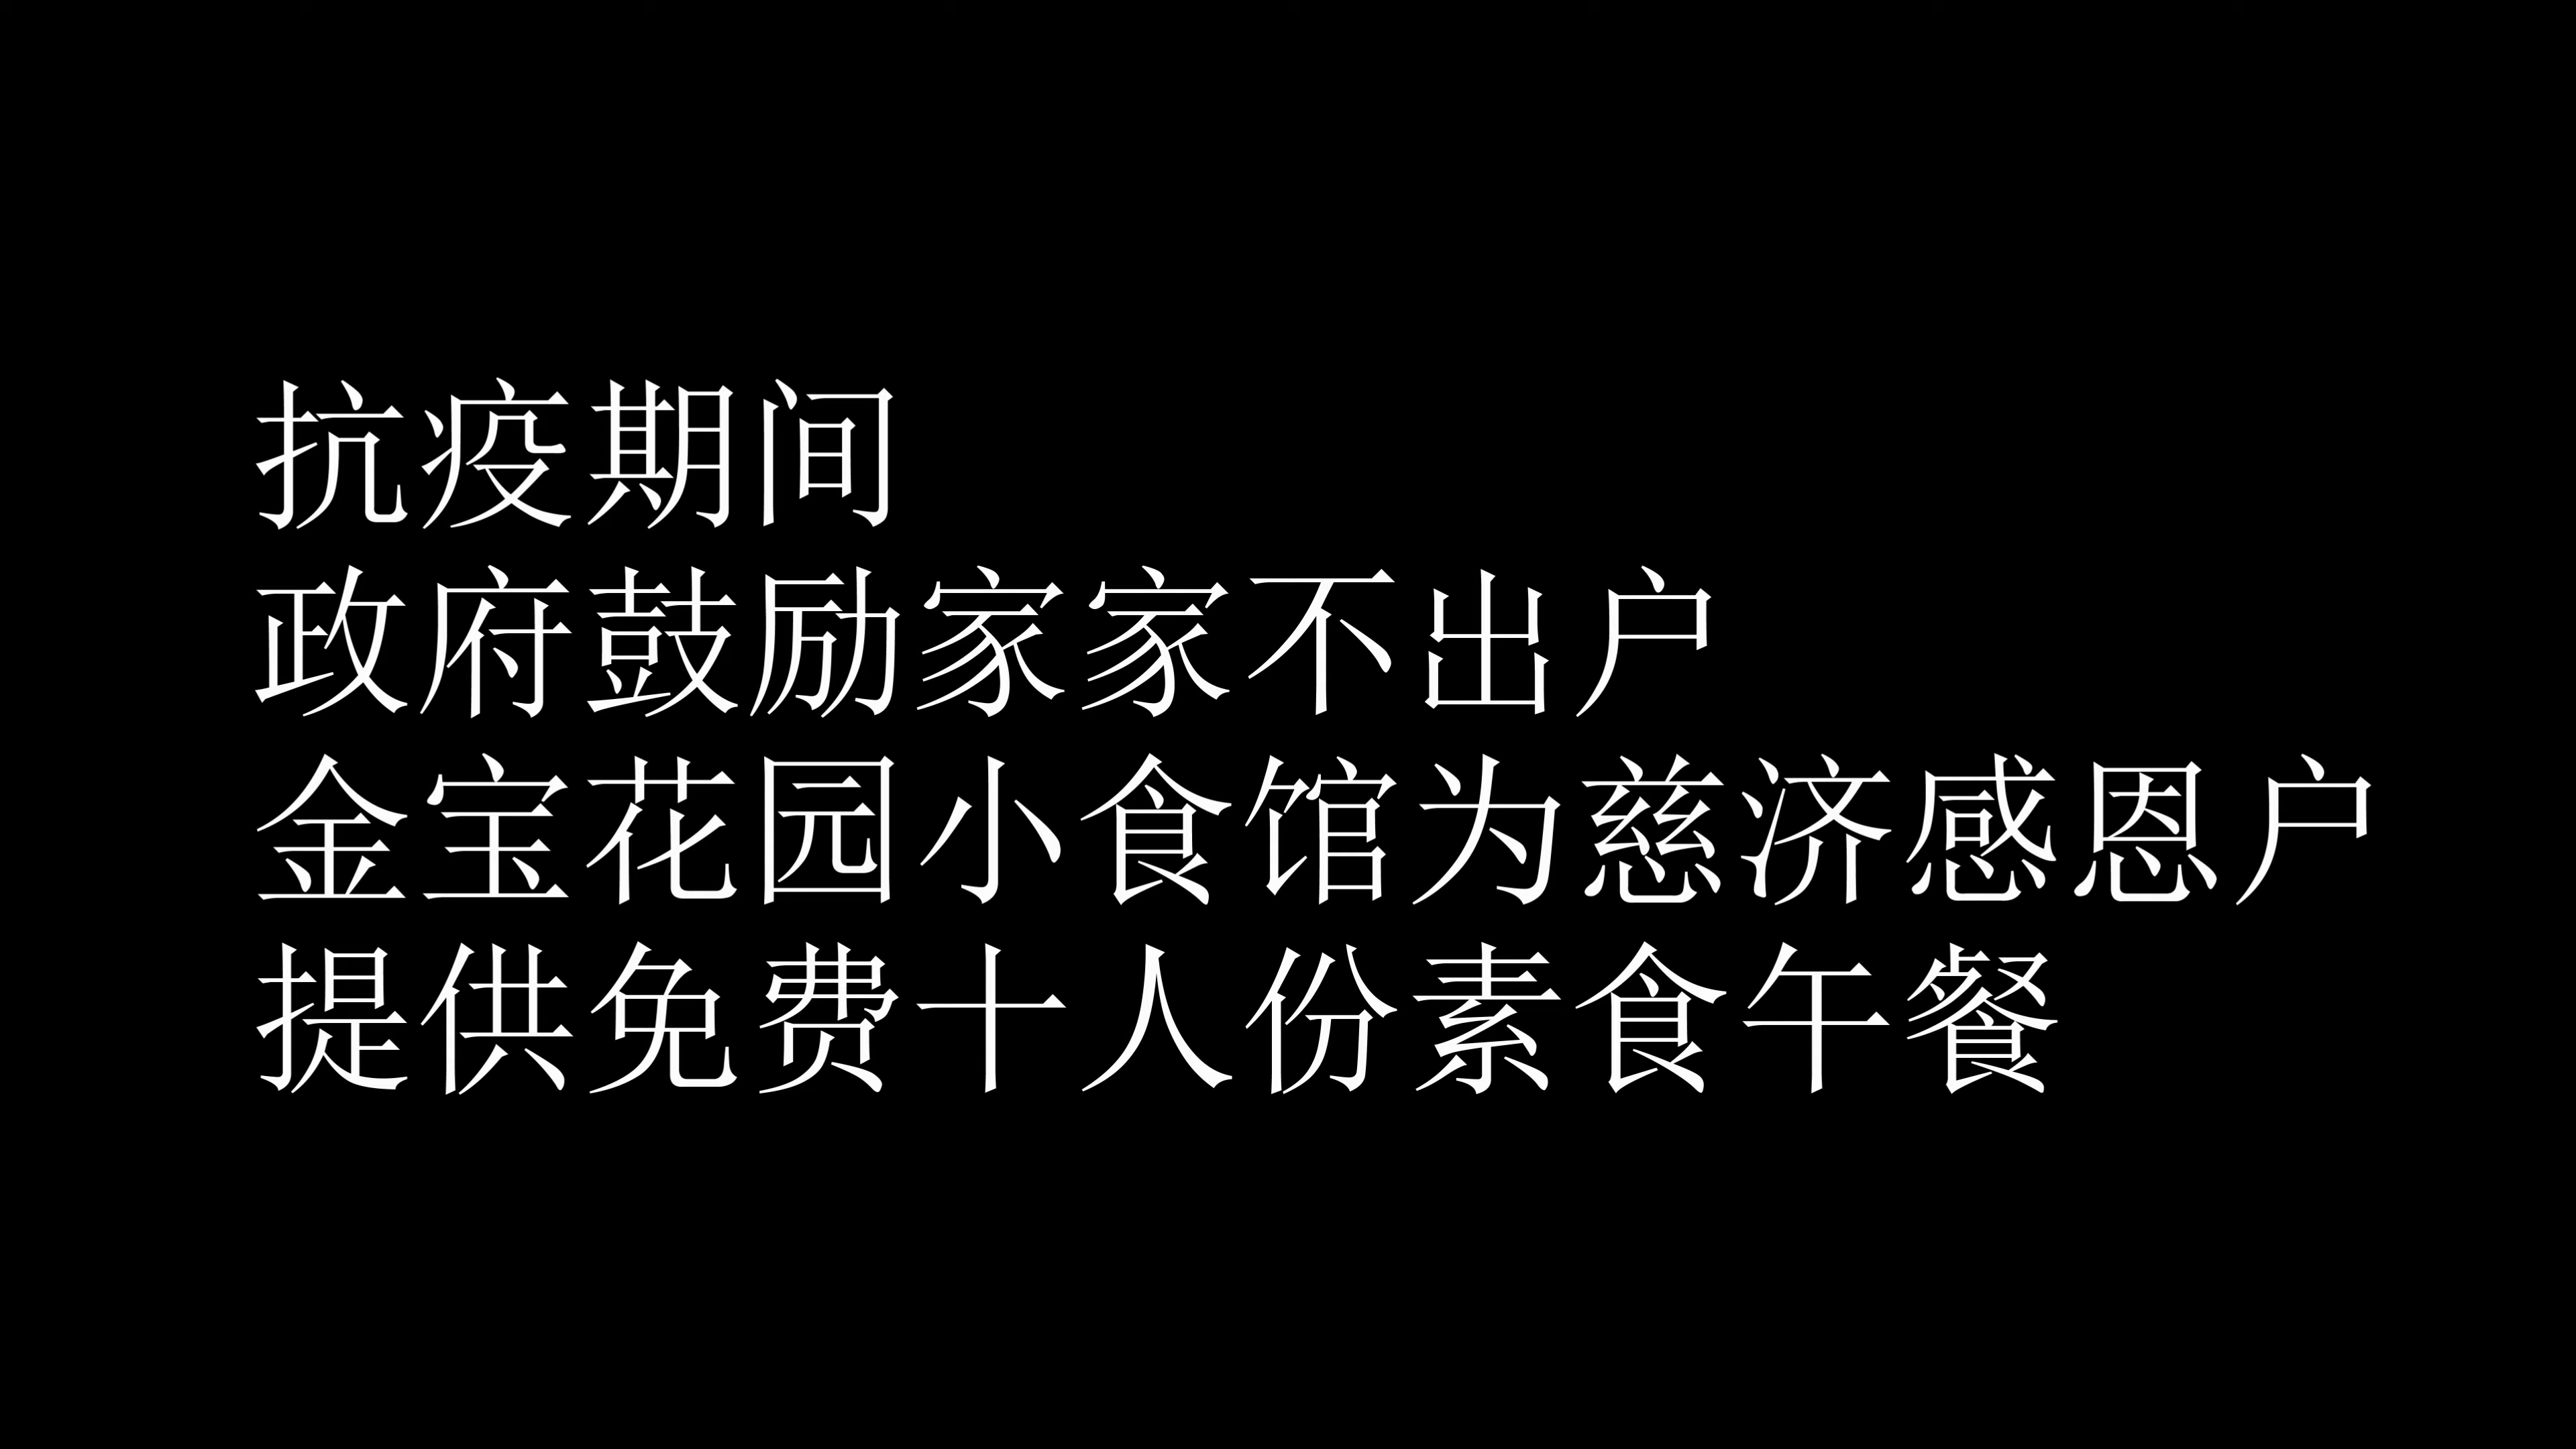 抗疫期间
政府鼓励家家不出户
金宝花园小食馆为慈济感恩户
提供免费十人份素食午餐